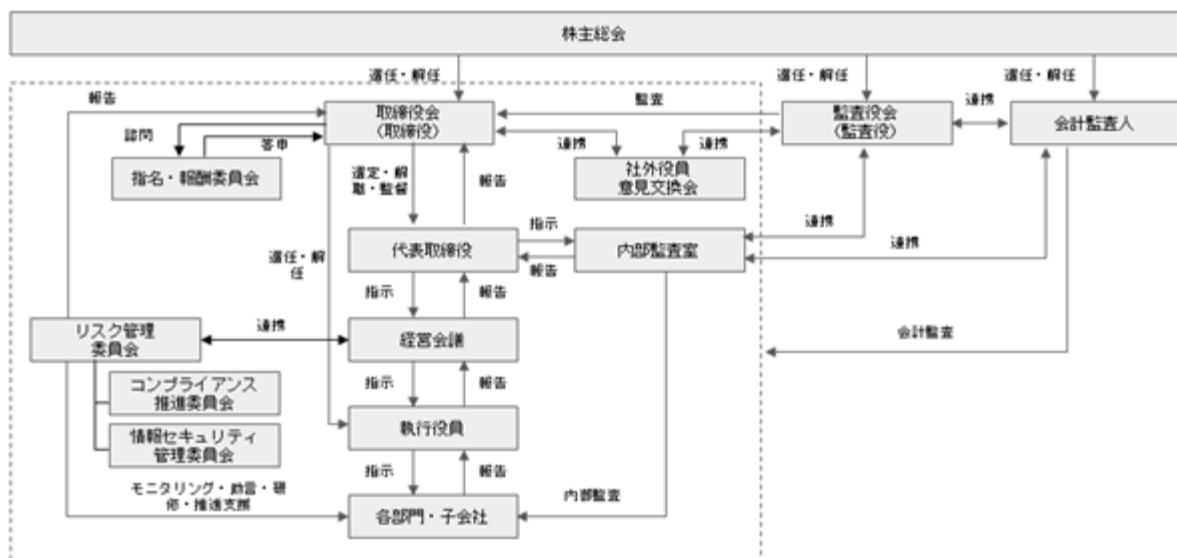 株主総会
選任・解任
選任・解任
選任・解任
報告
取締役会
(取締役)
監査
監査役会
(監査役)
連携
会計監査人
諮問
答申
連携
連携
指名・報酬委員会
選定・解
職・監督
報告
社外役員
意見交換会
代表取締役
指示
報告
内部監査室
連携
連携
選任・解
任
指示
報告
リスク管理
委員会
連携
経営会議
会計監査
コンプライアンス
推進委員会
指示
報告
情報セキュリティ
管理委員会
執行役員
指示
報告
モニタリング・助言・研
修・推進支援
内部監査
各部門・子会社